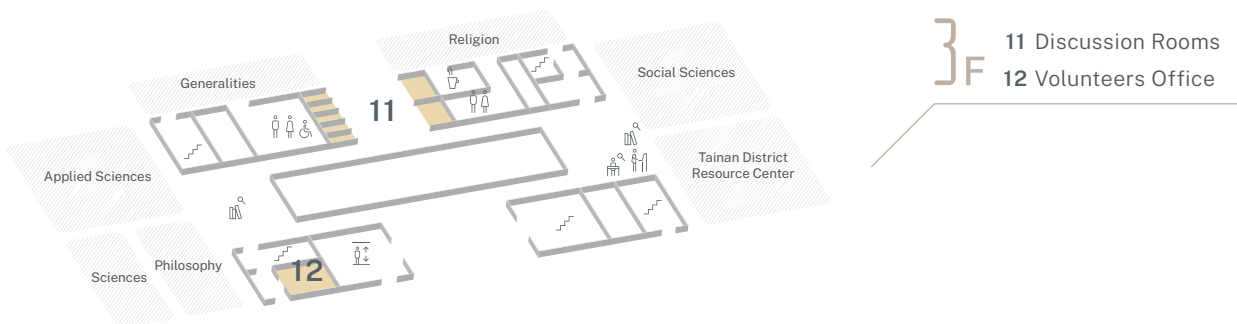 Religion
Generalities
Social Sciences
11
Applied Sciences
Tainan District
Resource Center
Sciences
Philosophy
12
3F
11 Discussion Rooms
12 Volunteers Office